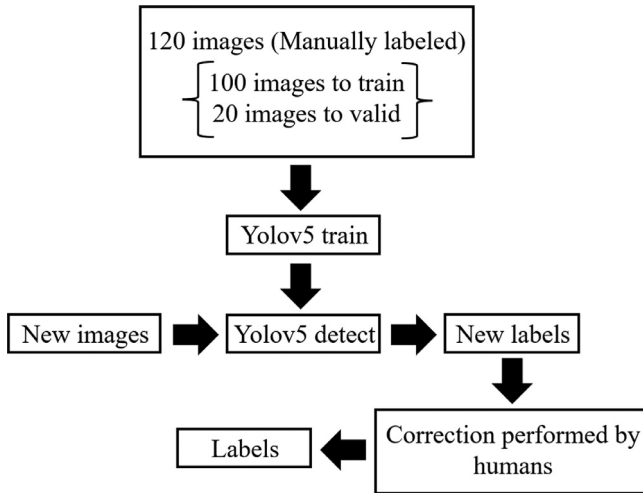 120 images (Manually labeled)
100 images to train
20 images to valid
Yolov5 train
New images
Yolov5 detect
New labels
Labels
Correction performed by
humans